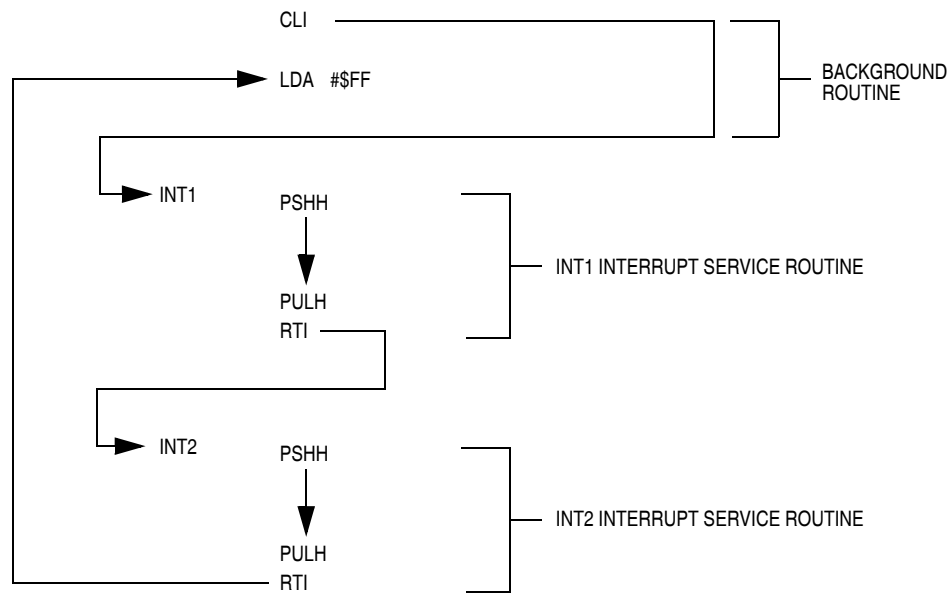 CLI
LDA #$FF
BACKGROUND
ROUTINE
INT1
PSHH
INT1 INTERRUPT SERVICE ROUTINE
PULH
RTI
INT2
PSHH
INT2 INTERRUPT SERVICE ROUTINE
PULH
RTI